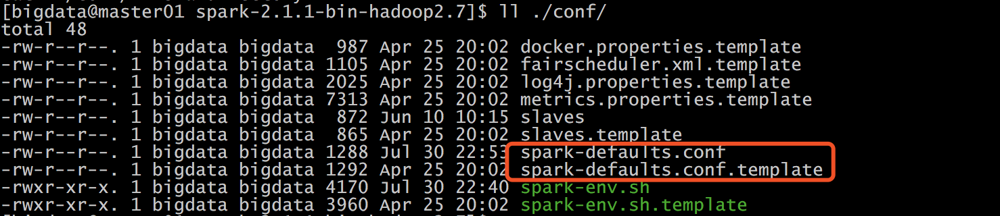 [bigdata@master01 spark-2.1.1-bin-hadoop2.7]$ ll ./conf/
total 48
-rw-r--r--. 1 bigdata bigdata  987 Apr 25 20:02 docker.properties.template
-rw-r--r--. 1 bigdata bigdata 1105 Apr 25 20:02 fairscheduler.xml.template
-rw-r--r--. 1 bigdata bigdata 2025 Apr 25 20:02 log4j.properties.template
-rw-r--r--. 1 bigdata bigdata 7313 Apr 25 20:02 metrics.properties.template
-rw-r--r--. 1 bigdata bigdata  872 Jun 10 10:15 slaves
-rw-r--r--. 1 bigdata bigdata  865 Apr 25 20:02 slaves.template
-rw-r--r--. 1 bigdata bigdata 1288 Jul 30 22:53 spark-defaults.conf
-rw-r--r--. 1 bigdata bigdata 1292 Apr 25 20:02 spark-defaults.conf.template
-rwxr-xr-x. 1 bigdata bigdata 4170 Jul 30 22:40 spark-env.sh
-rwxr-xr-x. 1 bigdata bigdata 3960 Apr 25 20:02 spark-env.sh.template